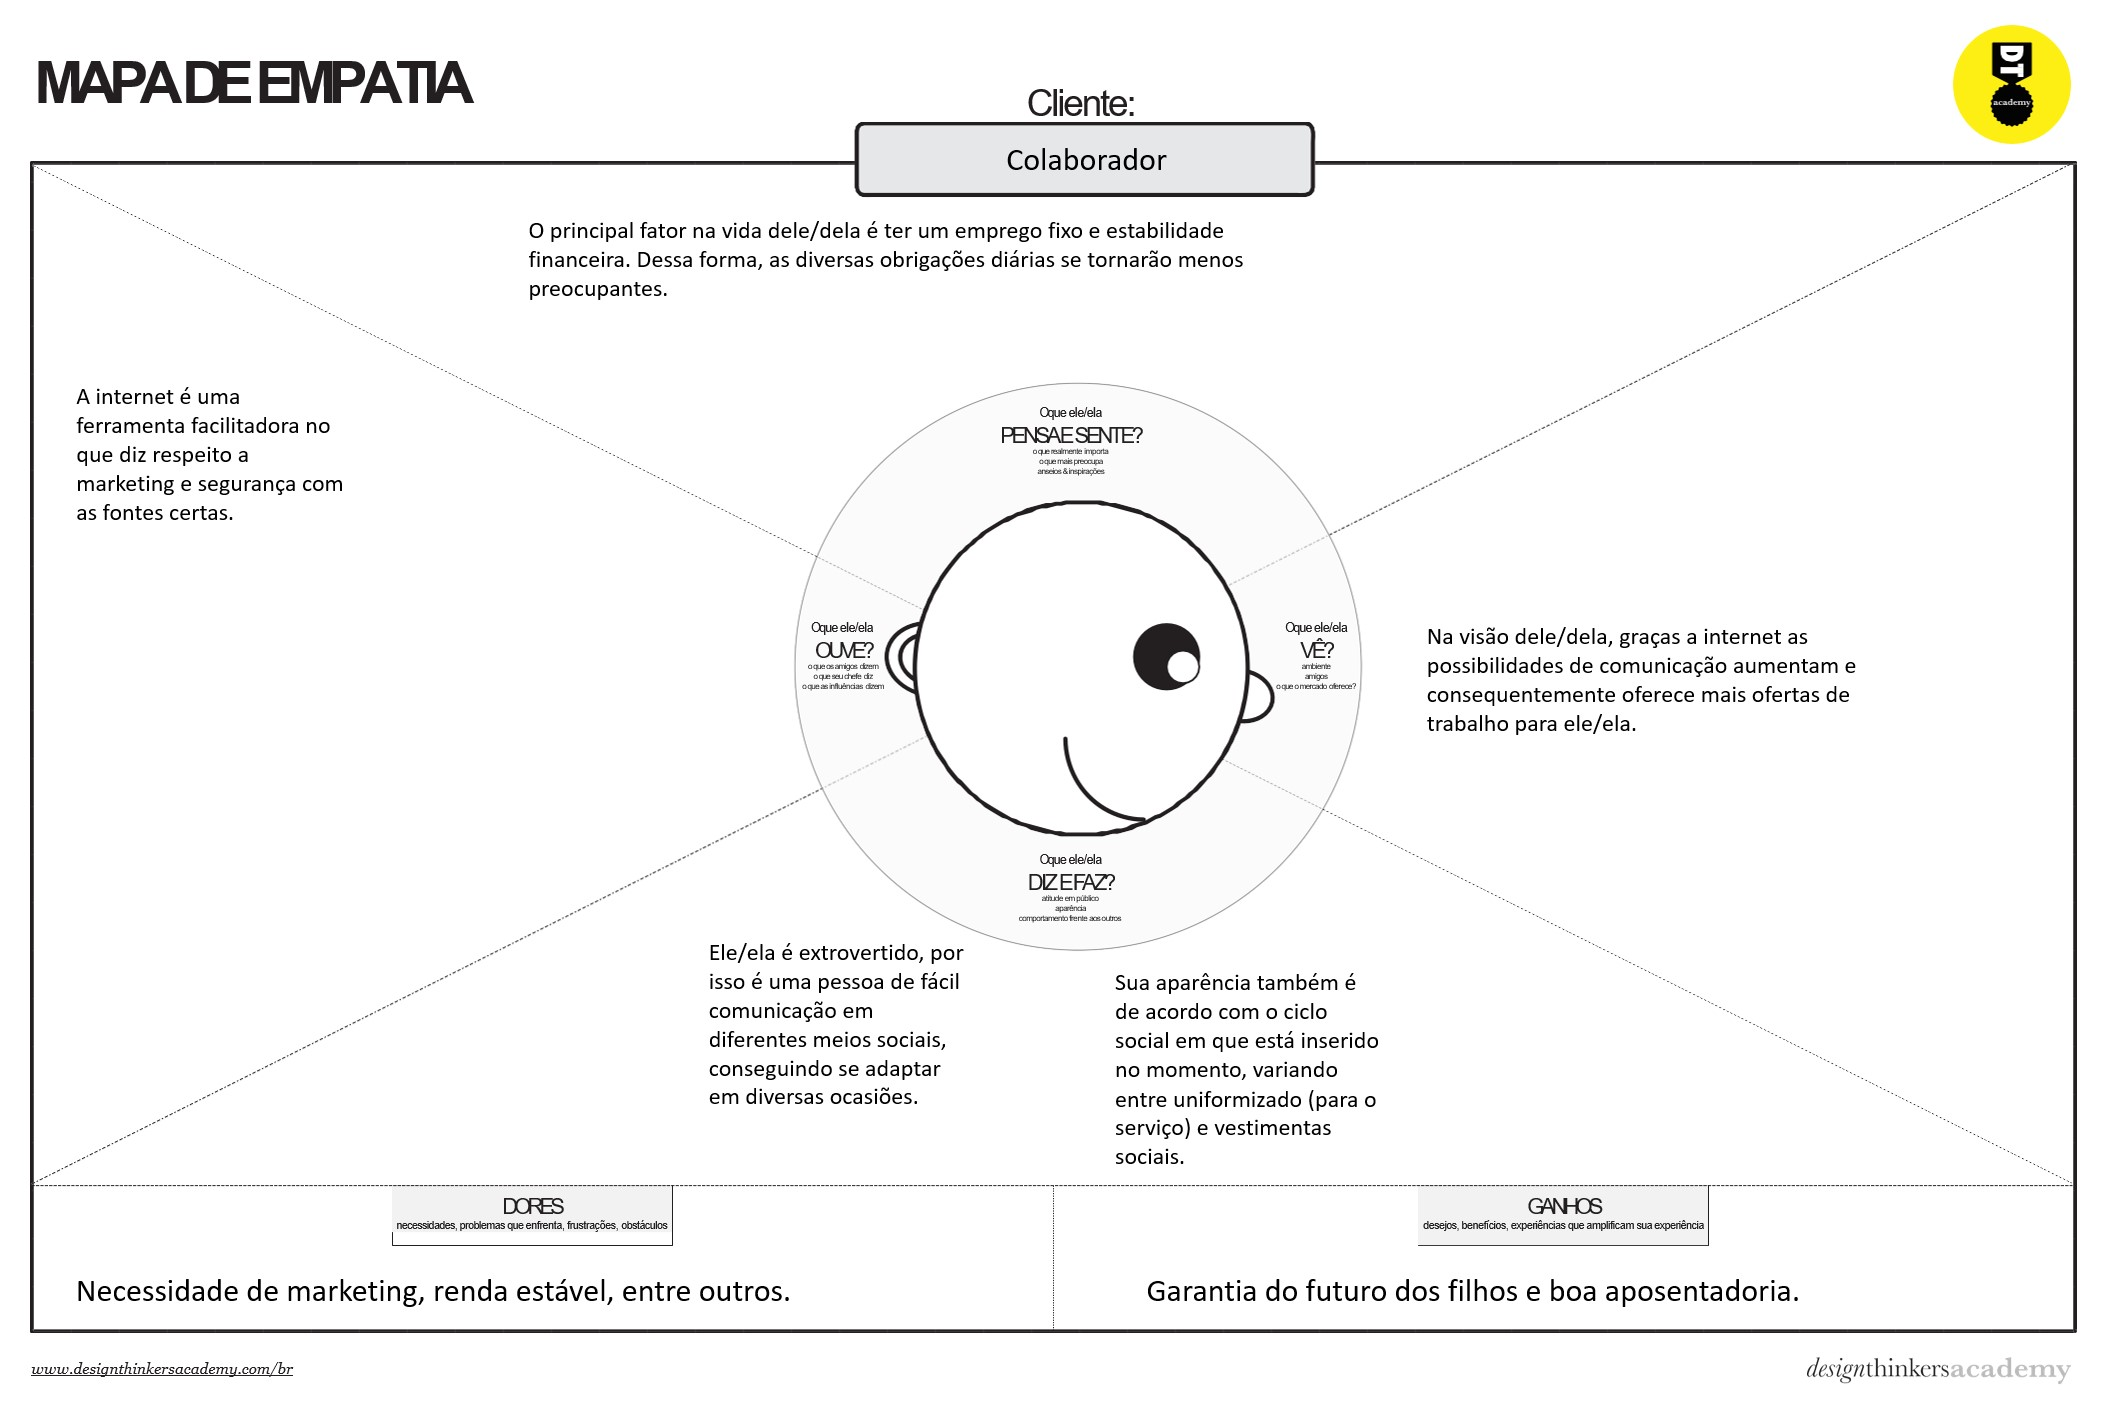 MAPA DE EMPATIA
DT
academy
Cliente:
Colaborador
O principal fator na vida dele/dela é ter um emprego fixo e estabilidade
financeira. Dessa forma, as diversas obrigações diárias se tornarão menos
preocupantes.
A internet é uma
ferramenta facilitadora no
que diz respeito a
marketing e segurança com
as fontes certas.
Oque ele/ela
PENSA E SENTE?
o que realmente importa
o que mais preocupa
anseios & inspirações
Oque ele/ela
OUVE?
o que os amigos dizem
o que seu chefe diz
o que as influências dizem
Oque ele/ela
VÊ?
ambiente
amigos
o que o mercado oferece?
Na visão dele/dela, graças a internet as
possibilidades de comunicação aumentam e
consequentemente oferece mais ofertas de
trabalho para ele/ela.
Oque ele/ela
DIZ E FAZ?
atitude em público
aparência
comportamento frente aos outros
Ele/ela é extrovertido, por
isso é uma pessoa de fácil
comunicação em
diferentes meios sociais,
conseguindo se adaptar
em diversas ocasiões.
Sua aparência também é
de acordo com o ciclo
social em que está inserido
no momento, variando
entre uniformizado (para o
serviço) e vestimentas
sociais.
DORES
necessidades, problemas que enfrenta, frustrações, obstáculos
Necessidade de marketing, renda estável, entre outros.
GANHOS
desejos, benefícios, experiências que amplificam sua experiência
Garantia do futuro dos filhos e boa aposentadoria.
www.designthinkersacademy.com/br
designthinkersacademy